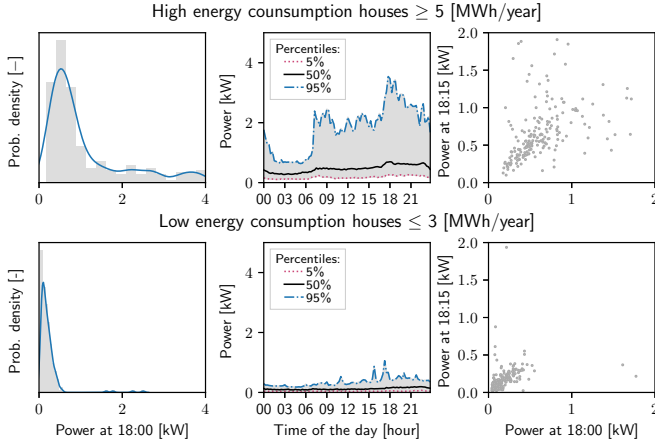 High energy counsumption houses ≥ 5 [MWh/year]
Prob. density [−]
0 2 4
Power [kW]
4
2
0
Percentiles:
5%
50%
95%
00 03 06 09 12 15 18 21
Power at 18:15 [kW]
2.0
1.5
1.0
0.5
0.0
0 1 2
Low energy consumption houses ≤ 3 [MWh/year]
Prob. density [-]
0 2 4
Power at 18:00 [kW]
Power [kW]
4
2
0
Percentiles:
5%
50%
95%
00 03 06 09 12 15 18 21
Time of the day [hour]
Power at 18:15 [kW]
2.0
1.5
1.0
0.5
0.0
0 1 2
Power at 18:00 [kW]